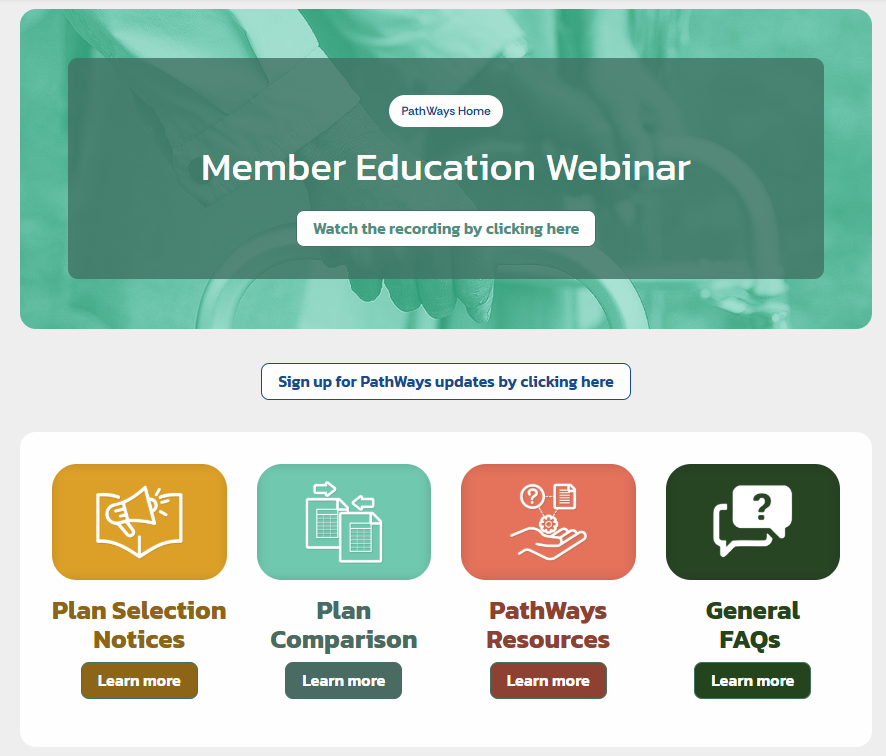 PathWays Home
Member Education Webinar
Watch the recording by clicking here
Sign up for PathWays updates by clicking here
Plan Selection
Notices
Learn more
Plan
Comparison
Learn more
PathWays
Resources
Learn more
General
FAQs
Learn more